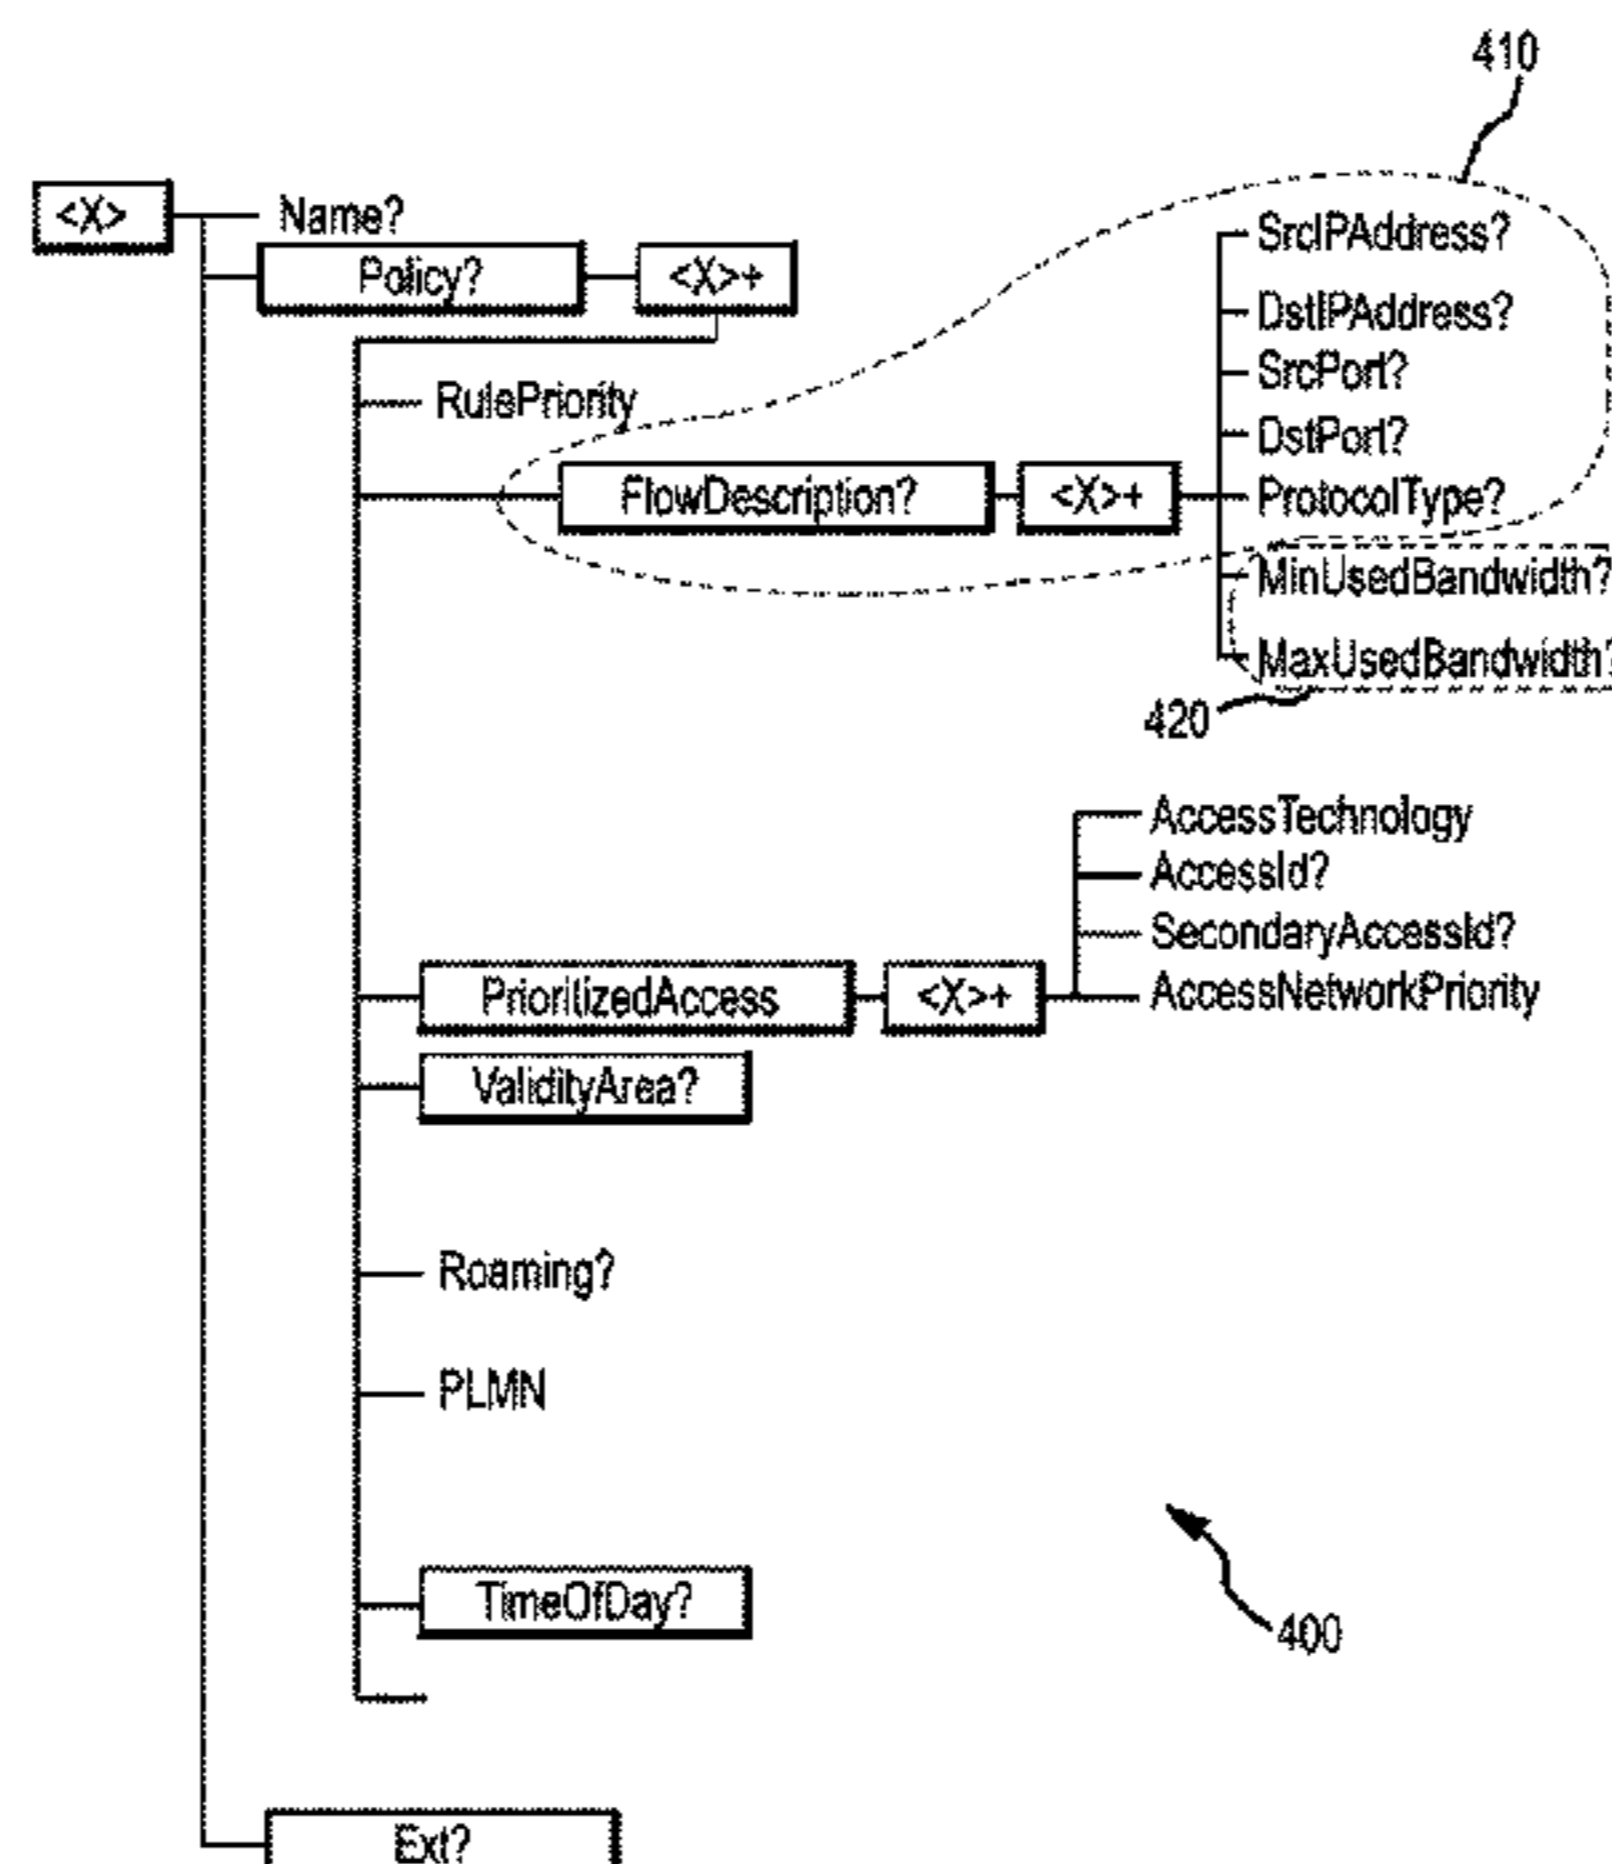 410
<X>
Name?
Policy?
<X>+
SrcIPAddress?
DstIPAddress?
SrcPort?
RulePriority
DstPort?
FlowDescription?
<X>+
ProtocolType?
MinUsedBandwidth?
MaxUsedBandwidth?
420
AccessTechnology
AccessId?
SecondaryAccessId?
PrioritizedAccess
<X>+
AccessNetworkPriority
ValidityArea?
Roaming?
PLMN
TimeOfDay?
400
Ext?